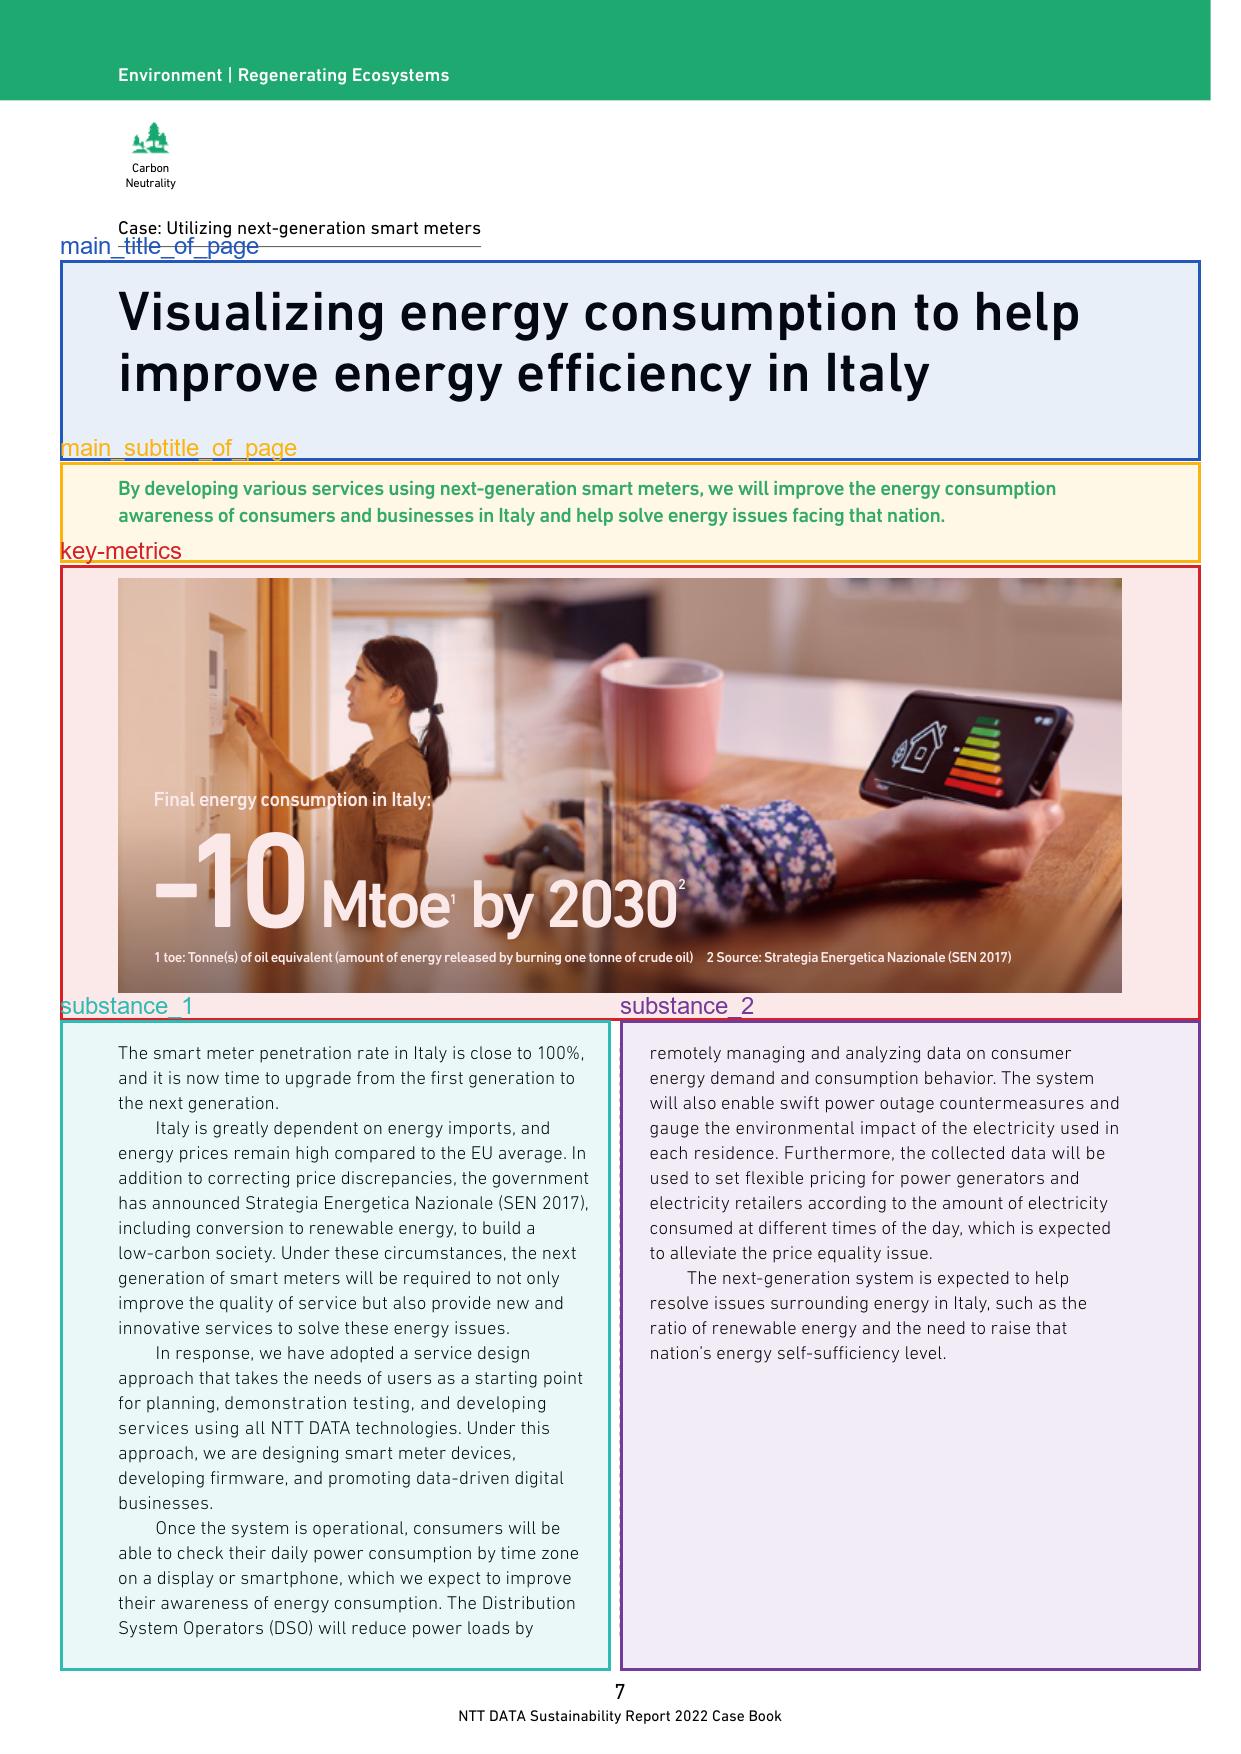 Environment | Regenerating Ecosystems
Carbon
Neutrality
Case: Utilizing next-generation smart meters
main_title_of_page
Visualizing energy consumption to help
improve energy efficiency in Italy
main_subtitle_of_page
By developing various services using next-generation smart meters, we will improve the energy consumption
awareness of consumers and businesses in Italy and help solve energy issues facing that nation.
key-metrics
Final energy consumption in Italy:
-10 Mtoe1 by 20302
1 toe: Tonne(s) of oil equivalent (amount of energy released by burning one tonne of crude oil) 2 Source: Strategia Energetica Nazionale (SEN 2017)
substance_1
The smart meter penetration rate in Italy is close to 100%,
and it is now time to upgrade from the first generation to
the next generation.
Italy is greatly dependent on energy imports, and
energy prices remain high compared to the EU average. In
addition to correcting price discrepancies, the government
has announced Strategia Energetica Nazionale (SEN 2017),
including conversion to renewable energy, to build a
low-carbon society. Under these circumstances, the next
generation of smart meters will be required to not only
improve the quality of service but also provide new and
innovative services to solve these energy issues.
In response, we have adopted a service design
approach that takes the needs of users as a starting point
for planning, demonstration testing, and developing
services using all NTT DATA technologies. Under this
approach, we are designing smart meter devices,
developing firmware, and promoting data-driven digital
businesses.
Once the system is operational, consumers will be
able to check their daily power consumption by time zone
on a display or smartphone, which we expect to improve
their awareness of energy consumption. The Distribution
System Operators (DSO) will reduce power loads by
substance_2
remotely managing and analyzing data on consumer
energy demand and consumption behavior. The system
will also enable swift power outage countermeasures and
gauge the environmental impact of the electricity used in
each residence. Furthermore, the collected data will be
used to set flexible pricing for power generators and
electricity retailers according to the amount of electricity
consumed at different times of the day, which is expected
to alleviate the price equality issue.
The next-generation system is expected to help
resolve issues surrounding energy in Italy, such as the
ratio of renewable energy and the need to raise that
nation's energy self-sufficiency level.
7
NTT DATA Sustainability Report 2022 Case Book